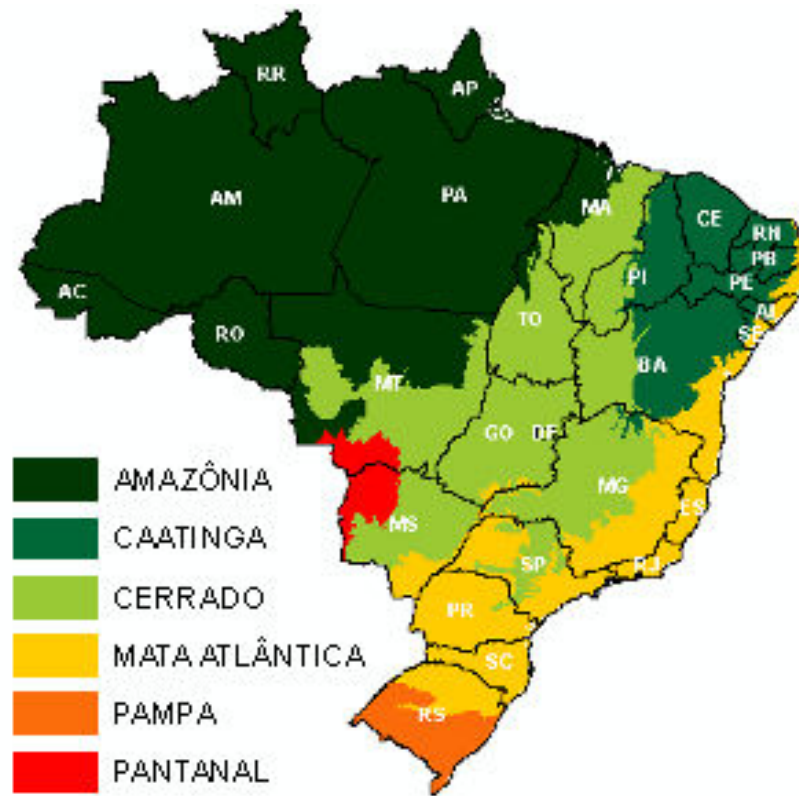 RR
AP
AM
PA
MA
CE
RN
PB
PE
AL
SE
PI
AC
RO
TO
BA
MT
GO
DF
MG
ES
MS
SP
RJ
PR
SC
RS
AMAZÔNIA
CAATINGA
CERRADO
MATA ATLÂNTICA
PAMPA
PANTANAL